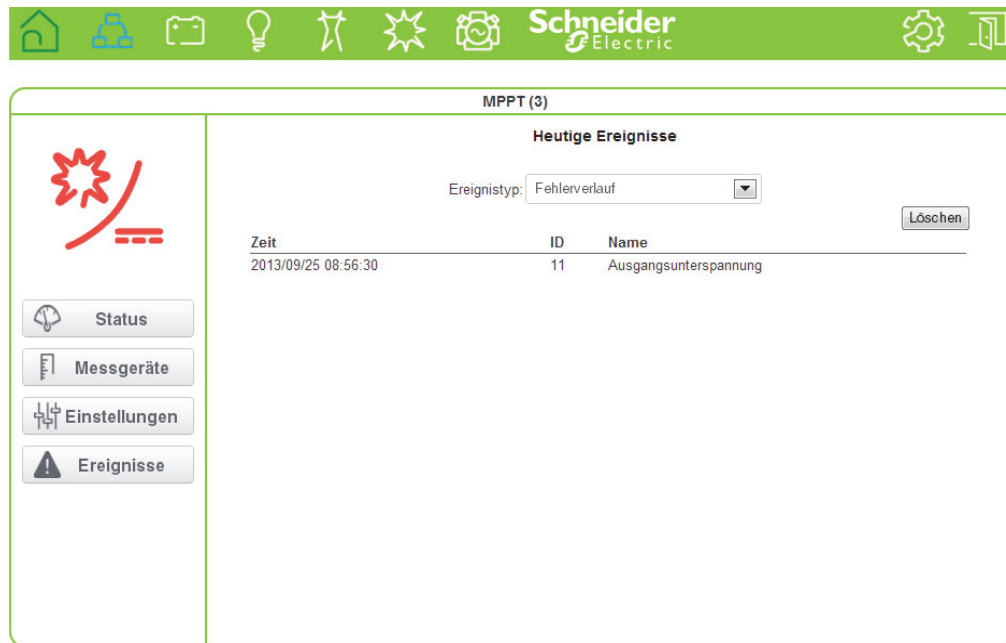 Schneider
Electric
MPPT (3)
Heutige Ereignisse
Ereignistyp: Fehlerverlauf
Löschen
Zeit ID Name
2013/09/25 08:56:30 11 Ausgangsunterspannung
Status
Messgeräte
Einstellungen
Ereignisse